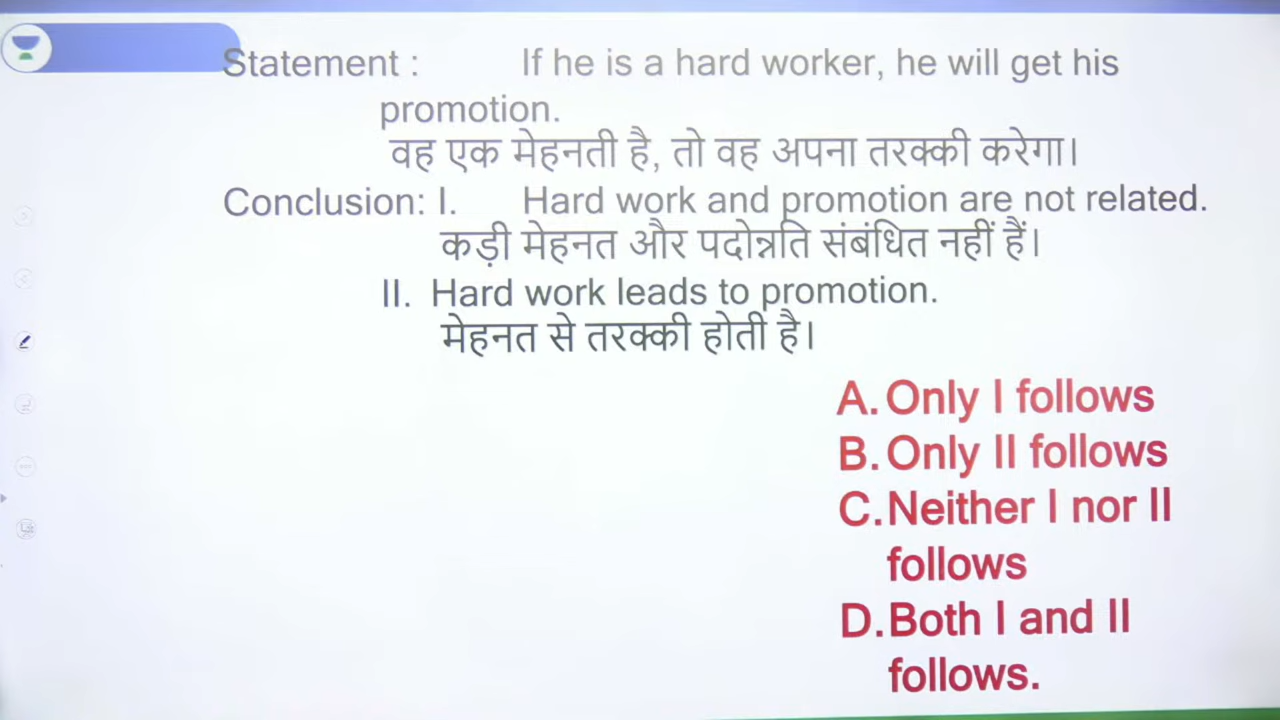 Statement : If he is a hard worker, he will get his
promotion.
वह एक मेहनती है, तो वह अपना तरक्की करेगा।
Conclusion: I. Hard work and promotion are not related.
कड़ी मेहनत और पदोन्नति संबंधित नहीं हैं।
II. Hard work leads to promotion.
मेहनत से तरक्की होती है।
A. Only I follows
B. Only II follows
C. Neither I nor II
follows
D. Both I and II
follows.